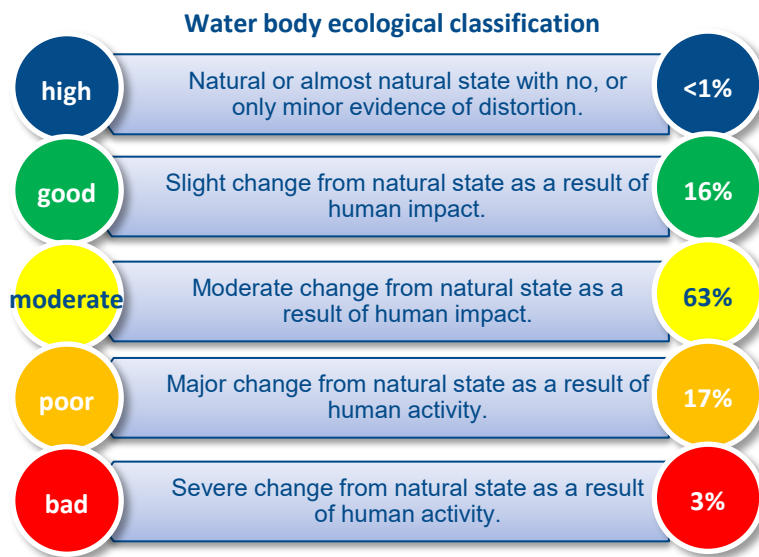 Water body ecological classification
high
Natural or almost natural state with no, or
only minor evidence of distortion.
<1%
good
Slight change from natural state as a result of
human impact.
16%
moderate
Moderate change from natural state as a
result of human impact.
63%
poor
Major change from natural state as a result of
human activity.
17%
bad
Severe change from natural state as a result
of human activity.
3%